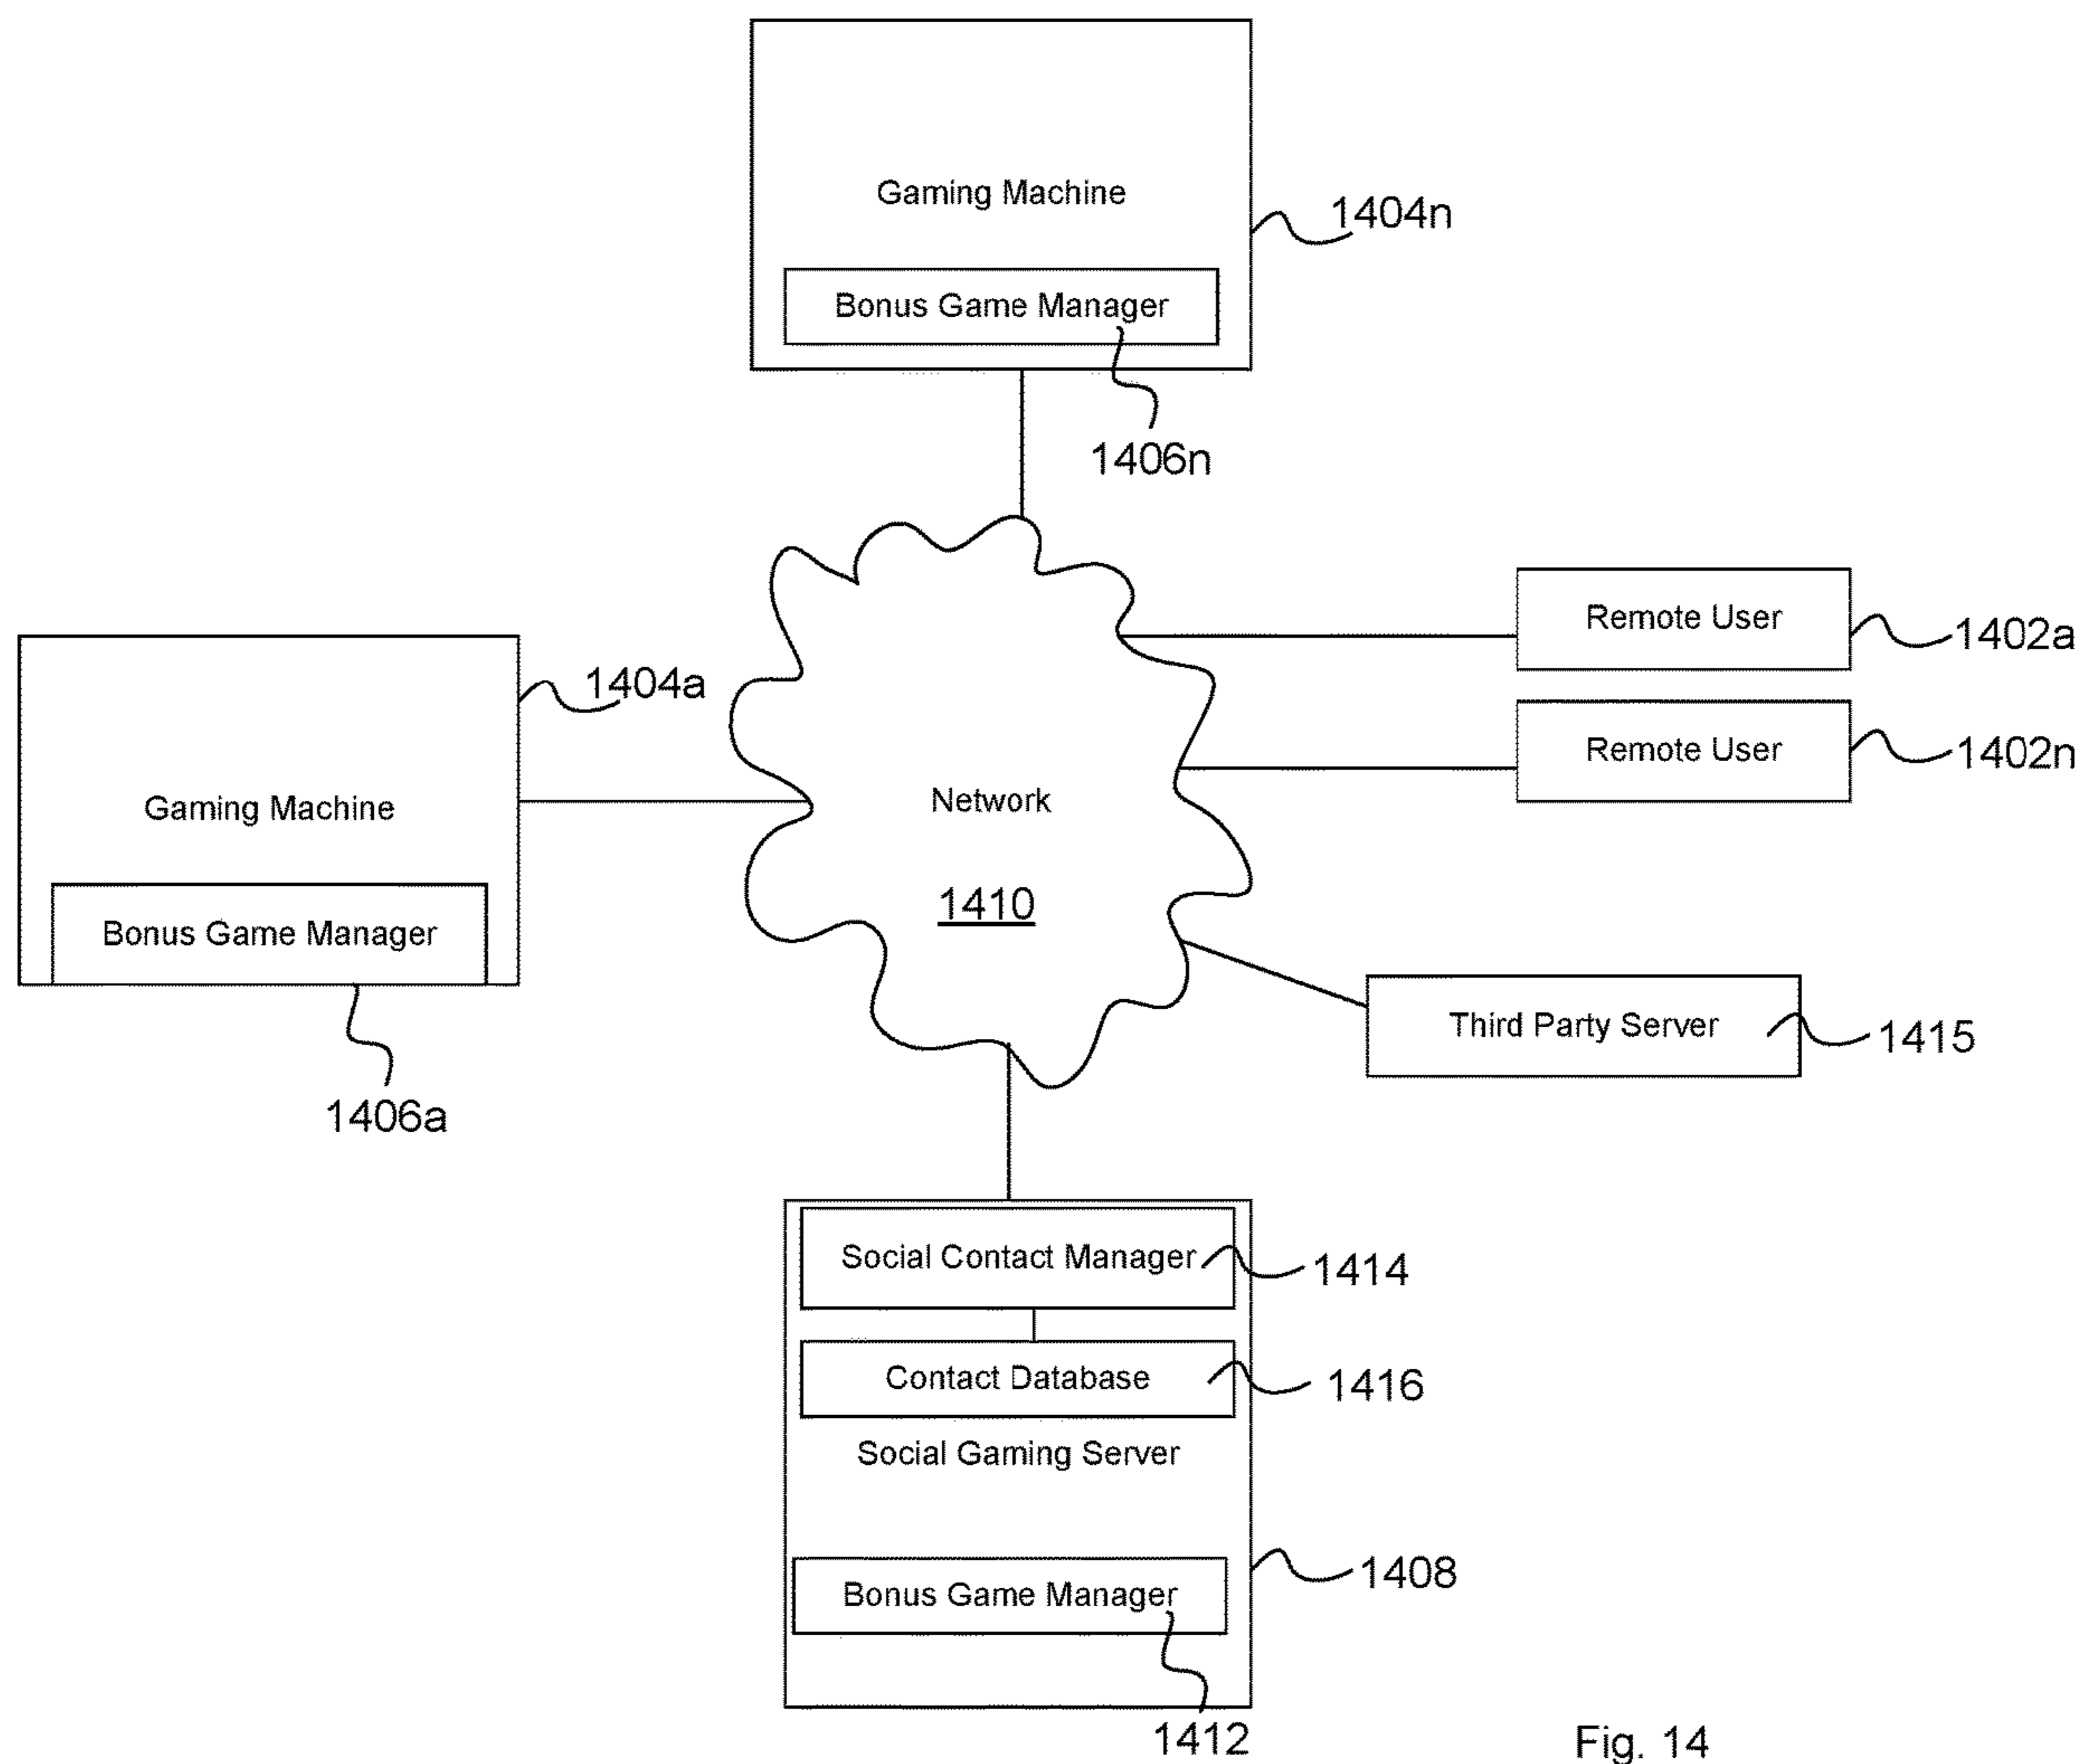 Gaming Machine
1404n
Bonus Game Manager
1406n
Remote User
1402a
1404a
Remote User
1402n
Gaming Machine
Network
1410
Bonus Game Manager
Third Party Server
1415
1406a
Social Contact Manager
1414
Contact Database
1416
Social Gaming Server
1408
Bonus Game Manager
1412
Fig. 14